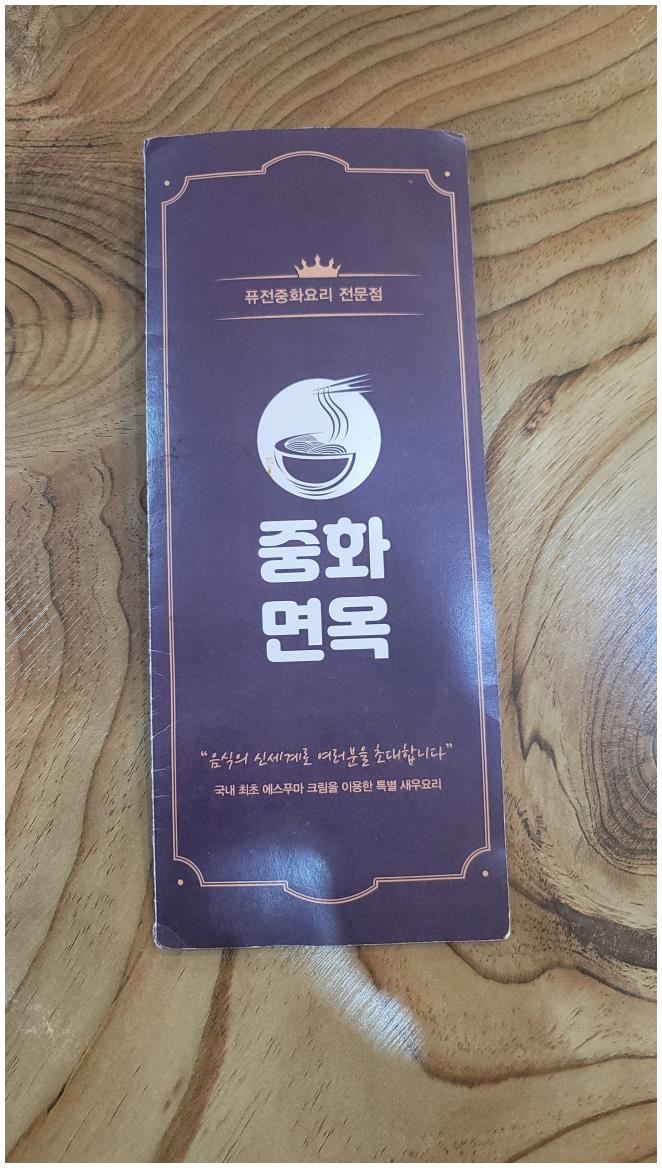 퓨전중화요리 전문점
중화
면옥
“음식의 신세계로 여러분을 초대합니다”
국내 최초 에스푸마 크림을 이용한 특별 새우요리